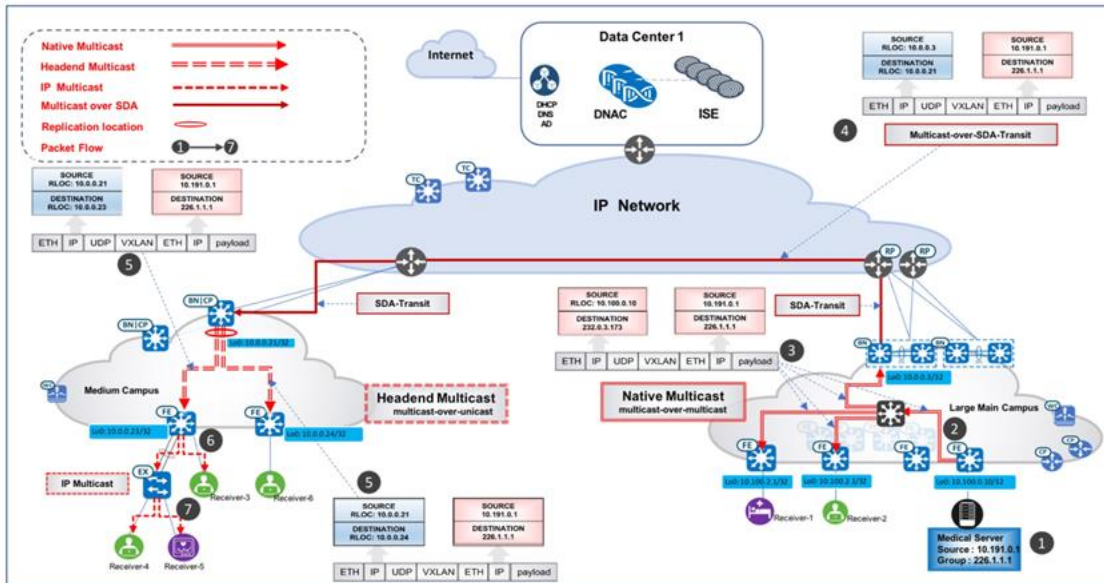 Native Multicast
Headend Multicast
IP Multicast
Multicast over SDA
Replication location
Packet Flow
1
7
Internet
Data Center 1
DHCP
DNS
AD
DNAC
ISE
SOURCE
RLOC: 10.0.0.3
DESTINATION
RLOC: 10.0.0.21
SOURCE
10.191.0.1
DESTINATION
226.1.1.1
ETH IP UDP VXLAN ETH IP payload
4
Multicast-over-SDA-Transit
SOURCE
RLOC: 10.0.0.21
DESTINATION
RLOC: 10.0.0.23
SOURCE
10.191.0.1
DESTINATION
226.1.1.1
ETH IP UDP VXLAN ETH IP payload
5
TC
TC
IP Network
RP
RP
SDA-Transit
SDA-Transit
BN|CP
BN|CP
Lo0: 10.0.0.21/32
Medium Campus
Headend Multicast
multicast-over-unicast
FE
FE
Lo0: 10.0.0.23/32
Lo0: 10.0.0.24/32
6
IP Multicast
EX
Receiver-3
Receiver-6
7
Receiver-4
Receiver-5
5
SOURCE
RLOC: 10.0.0.21
DESTINATION
RLOC: 10.0.0.24
SOURCE
10.191.0.1
DESTINATION
226.1.1.1
ETH IP UDP VXLAN ETH IP payload
SOURCE
RLOC: 10.100.0.10
DESTINATION
232.0.3.173
SOURCE
10.191.0.1
DESTINATION
226.1.1.1
ETH IP UDP VXLAN ETH IP payload
3
BN
BN
Lo0: 10.0.0.3/32
Native Multicast
multicast-over-multicast
Large Main Campus
2
CP
CP
FE
FE
FE
FE
Lo0: 10.100.2.1/32
Lo0: 10.100.0.10/32
Receiver-1
Receiver-2
Medical Server
Source : 10.191.0.1
Group : 226.1.1.1
1